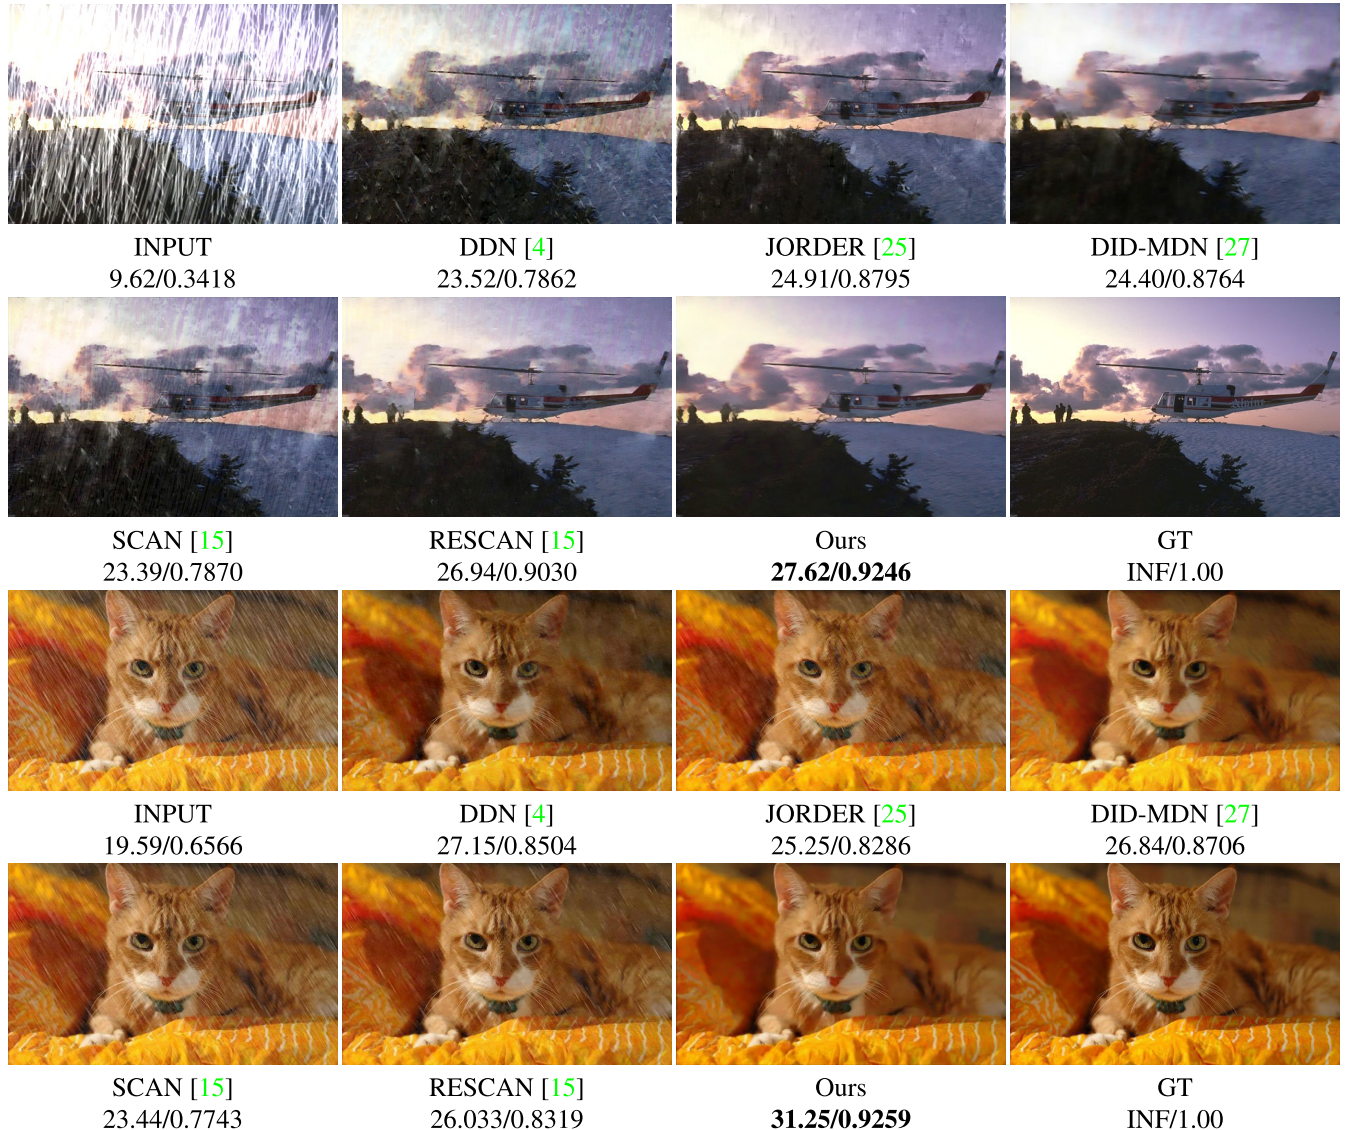 INPUT DDN [4] JORDER [25] DID-MDN [27]
9.62/0.3418 23.52/0.7862 24.91/0.8795 24.40/0.8764
SCAN [15] RESCAN [15] Ours GT
23.39/0.7870 26.94/0.9030 27.62/0.9246 INF/1.00
INPUT DDN [4] JORDER [25] DID-MDN [27]
19.59/0.6566 27.15/0.8504 25.25/0.8286 26.84/0.8706
SCAN [15] RESCAN [15] Ours GT
23.44/0.7743 26.033/0.8319 31.25/0.9259 INF/1.00